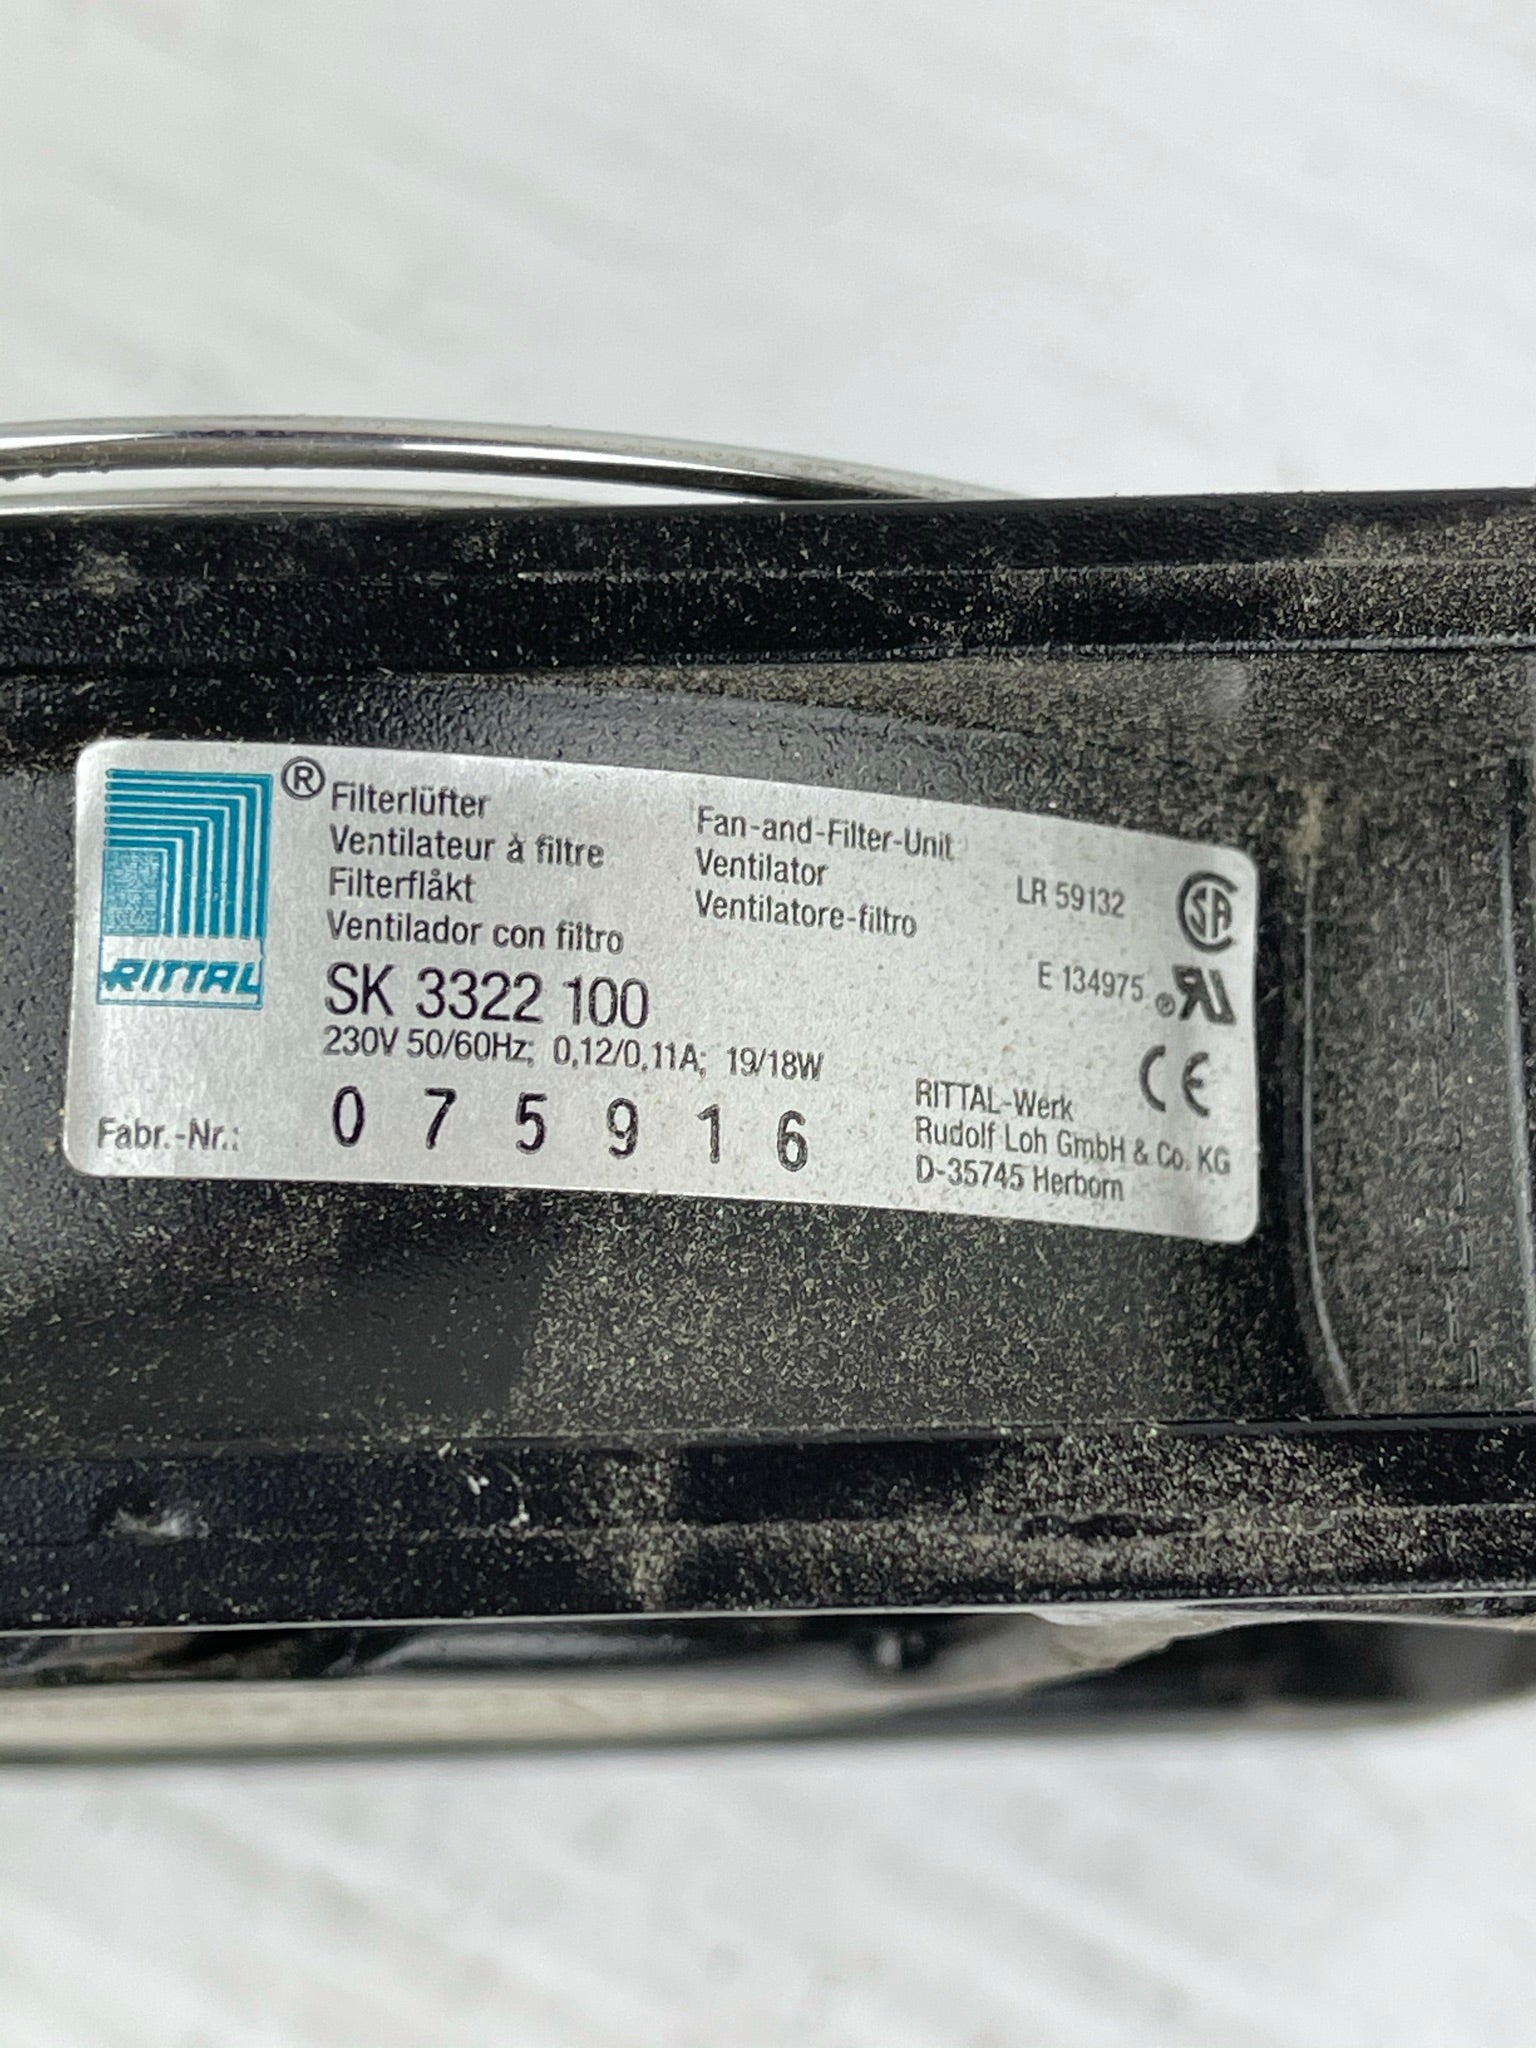 RITTAL
®
Filterlüfter
Ventilateur à filtre
Filterfläkt
Ventilador con filtro
Fan-and-Filter-Unit
Ventilator
Ventilatore-filtro
SK 3322 100
230V 50/60Hz; 0,12/0,11A; 19/18W
Fabr.-Nr.: 0 7 5 9 1 6
LR 59132 SA
E 134975 ® RU
CE
RITTAL-Werk
Rudolf Loh GmbH & Co. KG
D-35745 Herborn